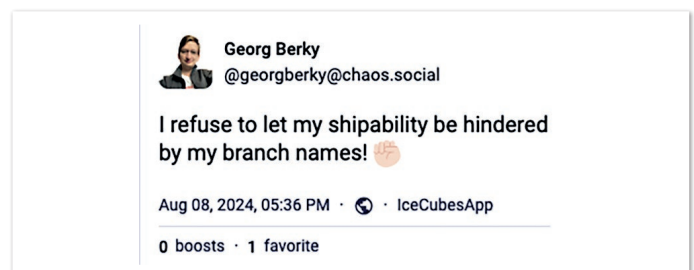 Georg Berky
@georgberky@chaos.social
I refuse to let my shipability be hindered
by my branch names! ✊🏻
Aug 08, 2024, 05:36 PM · 🌎 · IceCubesApp
0 boosts · 1 favorite